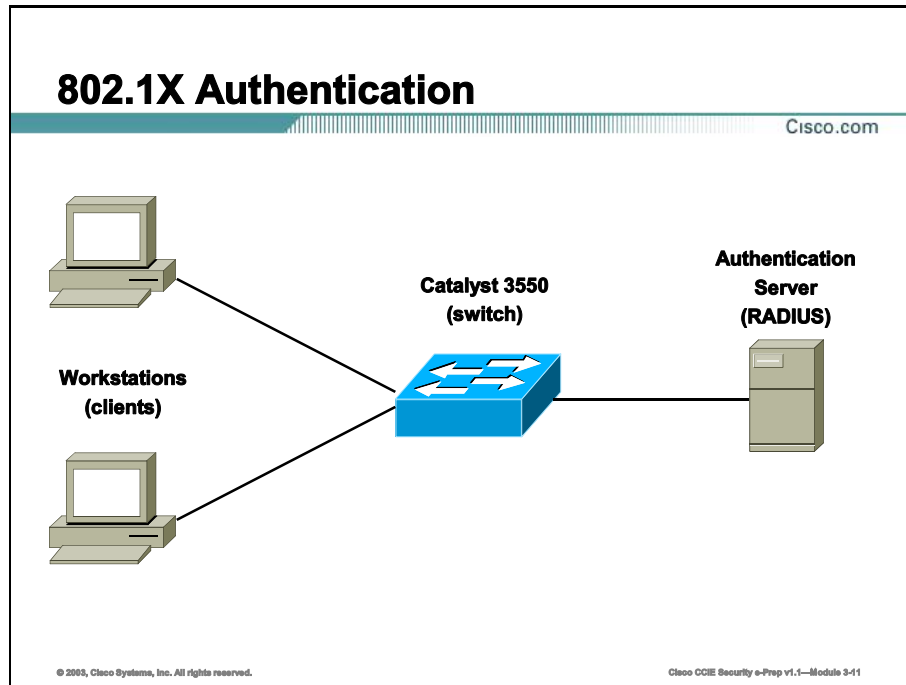 802.1X Authentication
Cisco.com
Catalyst 3550
(switch)
Authentication
Server
(RADIUS)
Workstations
(clients)
© 2003, Cisco Systems, Inc. All rights reserved.
Cisco CCIE Security e-Prep v1.1—Module 3-11